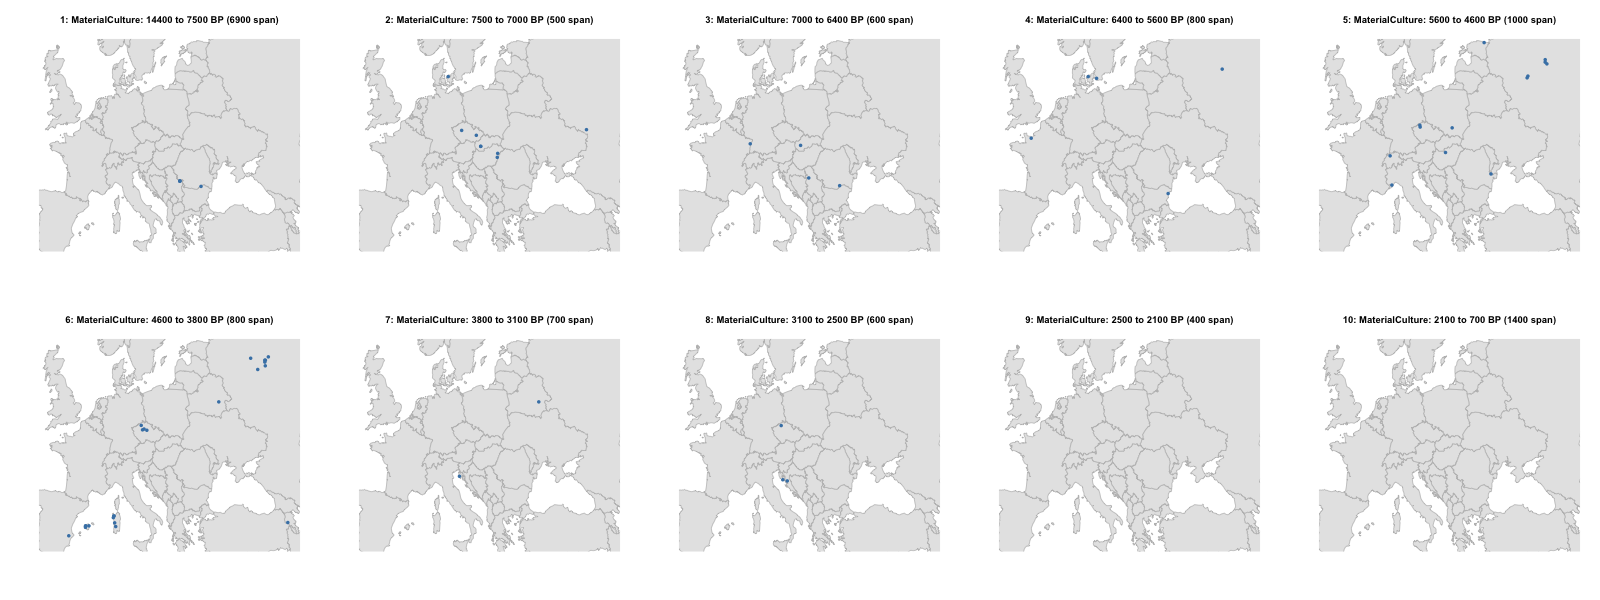 1: MaterialCulture: 14400 to 7500 BP (6900 span)
2: MaterialCulture: 7500 to 7000 BP (500 span)
3: MaterialCulture: 7000 to 6400 BP (600 span)
4: MaterialCulture: 6400 to 5600 BP (800 span)
5: MaterialCulture: 5600 to 4600 BP (1000 span)
6: MaterialCulture: 4600 to 3800 BP (800 span)
7: MaterialCulture: 3800 to 3100 BP (700 span)
8: MaterialCulture: 3100 to 2500 BP (600 span)
9: MaterialCulture: 2500 to 2100 BP (400 span)
10: MaterialCulture: 2100 to 700 BP (1400 span)